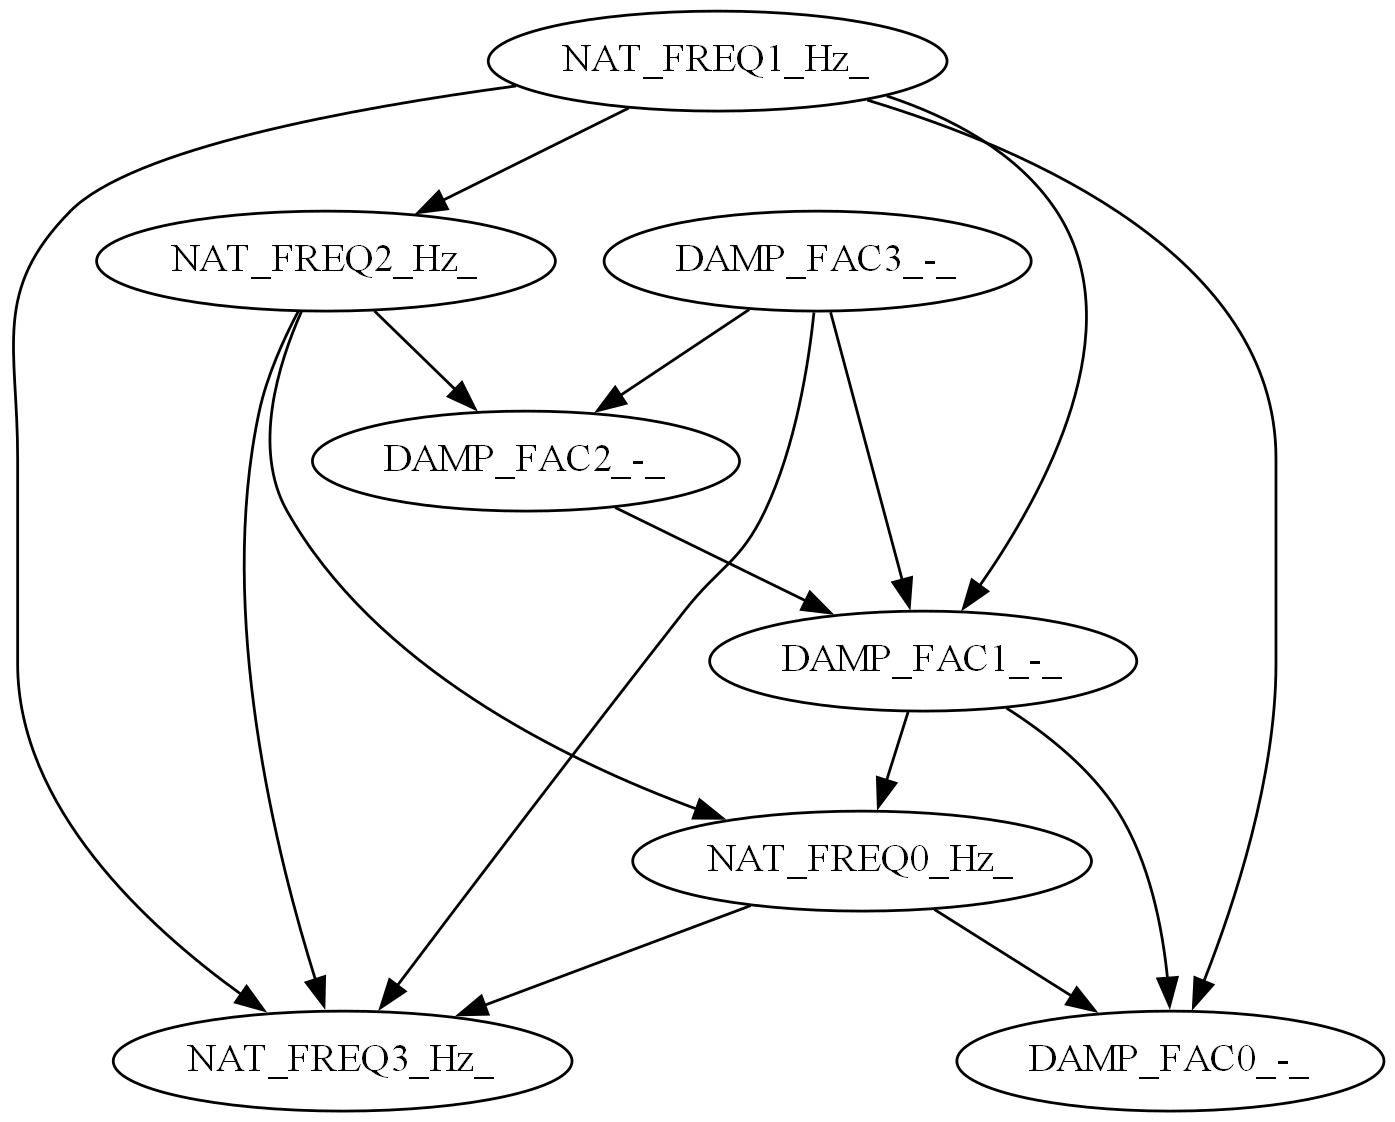 NAT_FREQ1_Hz_
NAT_FREQ2_Hz_
DAMP_FAC3_-_
DAMP_FAC2_-_
DAMP_FAC1_-_
NAT_FREQ0_Hz_
NAT_FREQ3_Hz_
DAMP_FAC0_-_